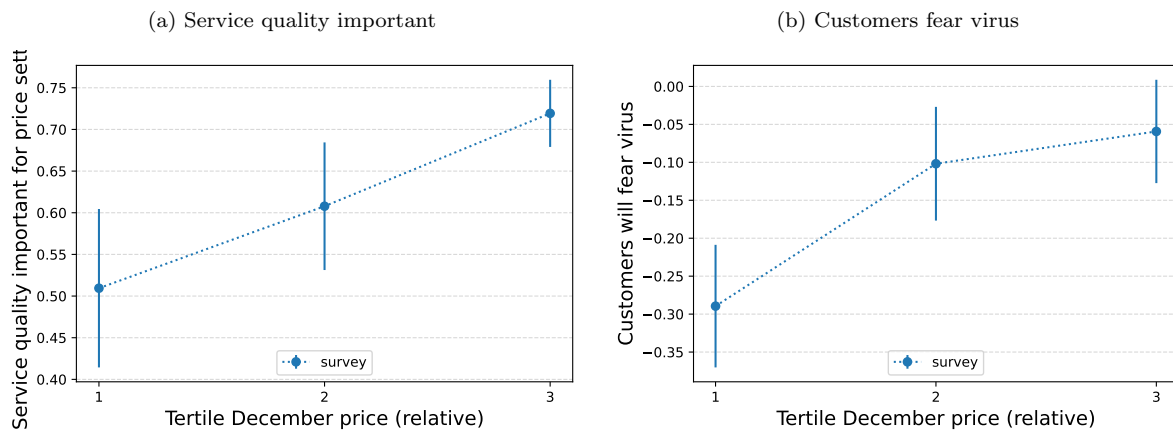 (a) Service quality important
Service quality important for price sett
0.75
0.70
0.65
0.60
0.55
0.50
0.45
0.40
survey
1
2
3
Tertile December price (relative)
(b) Customers fear virus
Customers will fear virus
0.00
−0.05
−0.10
−0.15
−0.20
−0.25
−0.30
−0.35
survey
1
2
3
Tertile December price (relative)